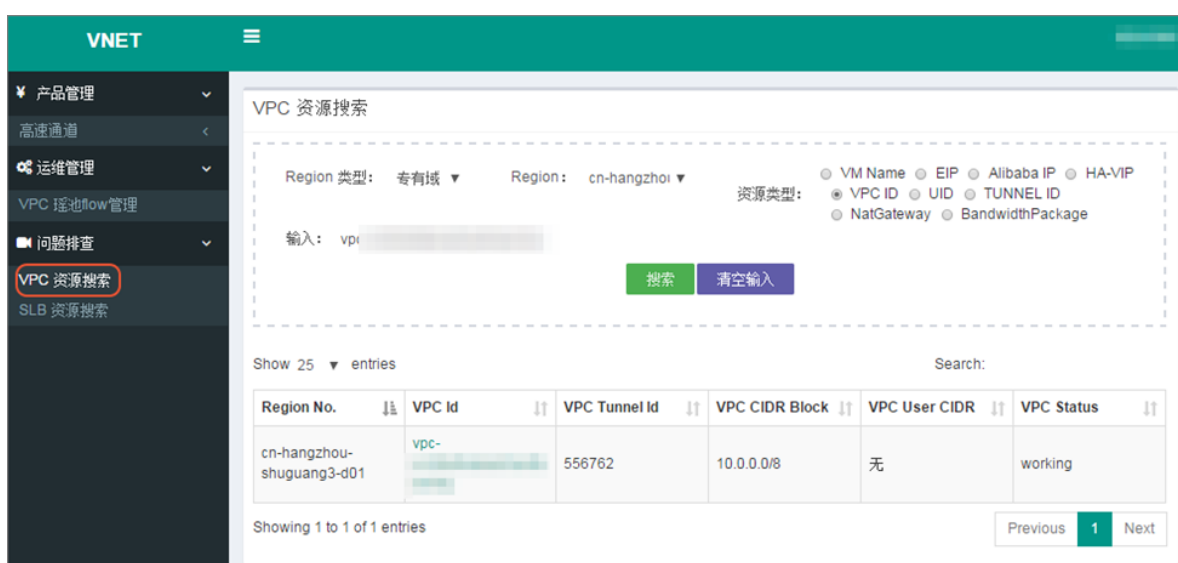 VNET
¥ 产品管理
高速通道
运维管理
VPC 瑶池flow管理
问题排查
VPC 资源搜索
SLB 资源搜索
VPC 资源搜索
Region 类型： 专有域 ▼ Region： cn-hangzhou ▼
资源类型：
VM Name EIP Alibaba IP HA-VIP
VPC ID UID TUNNEL ID
NatGateway BandwidthPackage
输入： vpc
搜索 清空输入
Show 25 ▼ entries Search:
Region No. VPC Id VPC Tunnel Id VPC CIDR Block VPC User CIDR VPC Status
cn-hangzhou-shuguang3-d01 vpc- 556762 10.0.0.0/8 无 working
Showing 1 to 1 of 1 entries Previous 1 Next